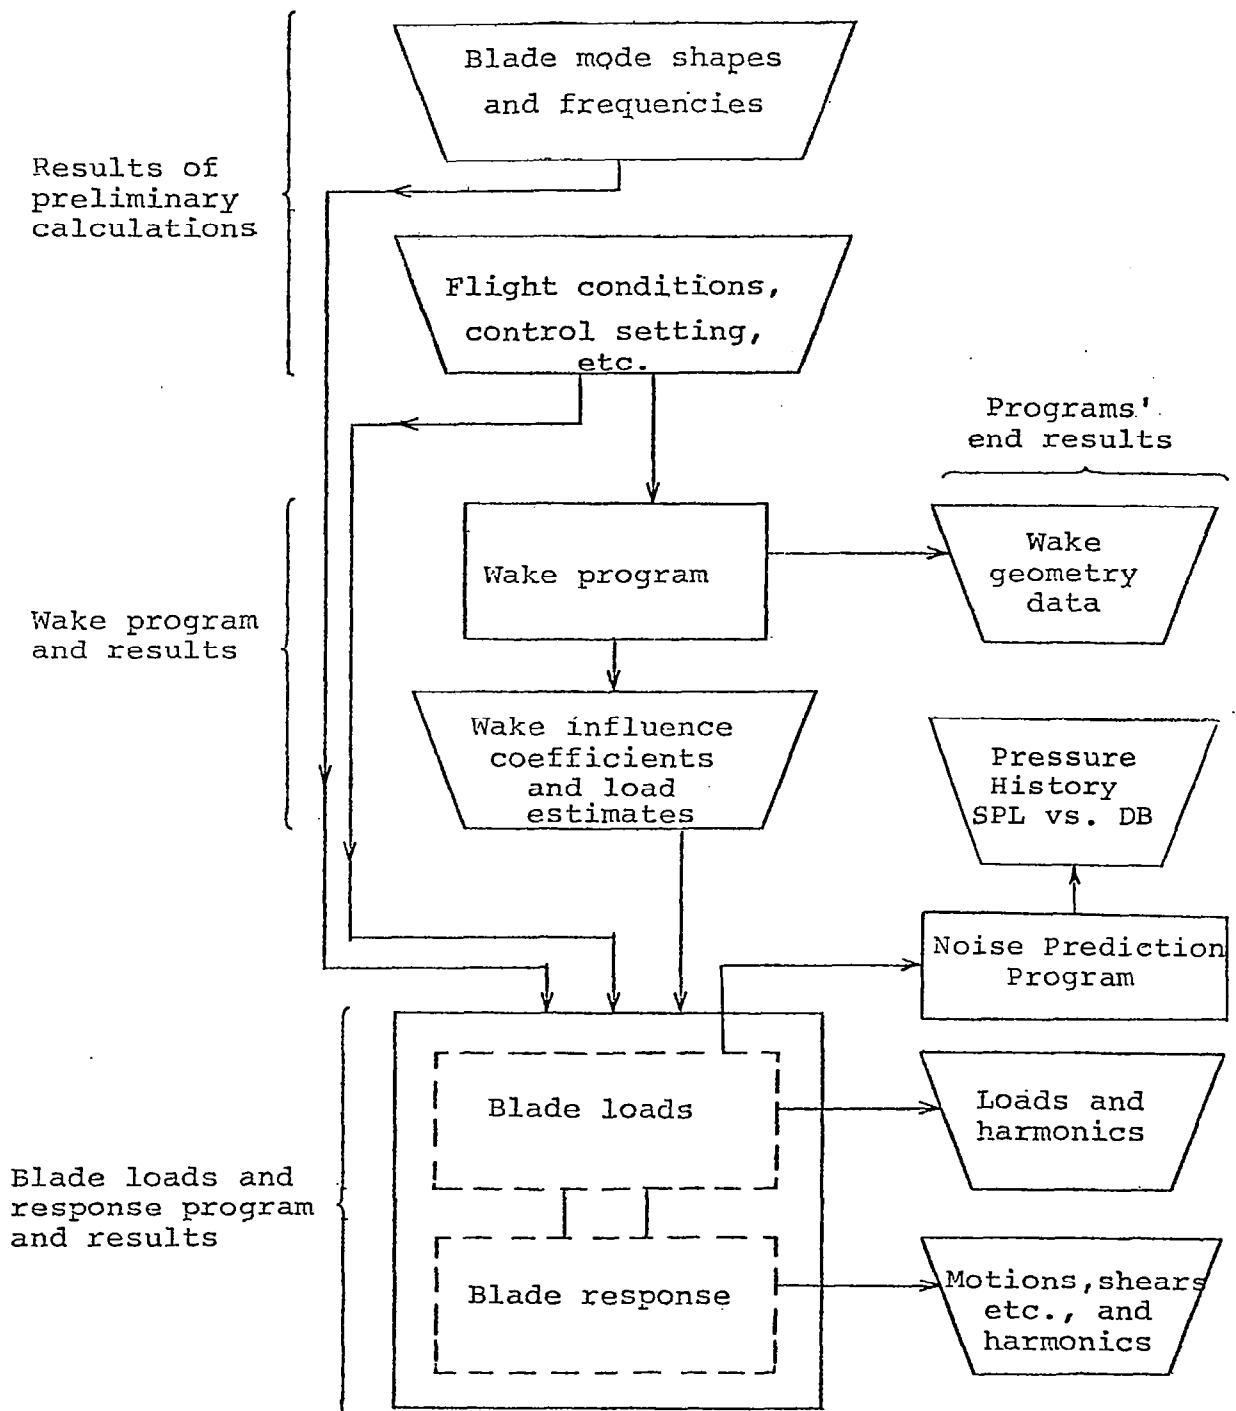 Blade mode shapes
and frequencies
Results of
preliminary
calculations
Flight conditions,
control setting,
etc.
Programs'
end results
Wake program
Wake
geometry
data
Wake program
and results
Wake influence
coefficients
and load
estimates
Pressure
History
SPL vs. DB
Noise Prediction
Program
Blade loads
Loads and
harmonics
Blade loads and
response program
and results
Blade response
Motions, shears
etc., and
harmonics